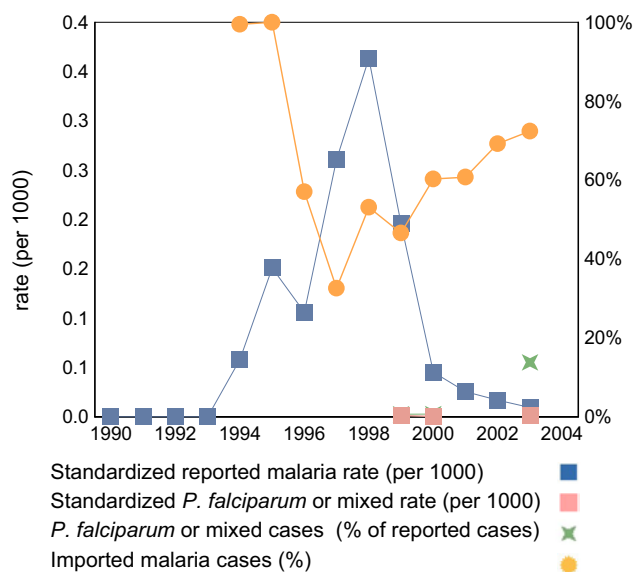 0.4
100%
0.4
80%
0.3
0.3
60%
0.2
0.2
40%
0.1
20%
0.1
0.0
0%
rate (per 1000)
1990 1992 1994 1996 1998 2000 2002 2004
Standardized reported malaria rate (per 1000)
Standardized P. falciparum or mixed rate (per 1000)
P. falciparum or mixed cases (% of reported cases)
Imported malaria cases (%)